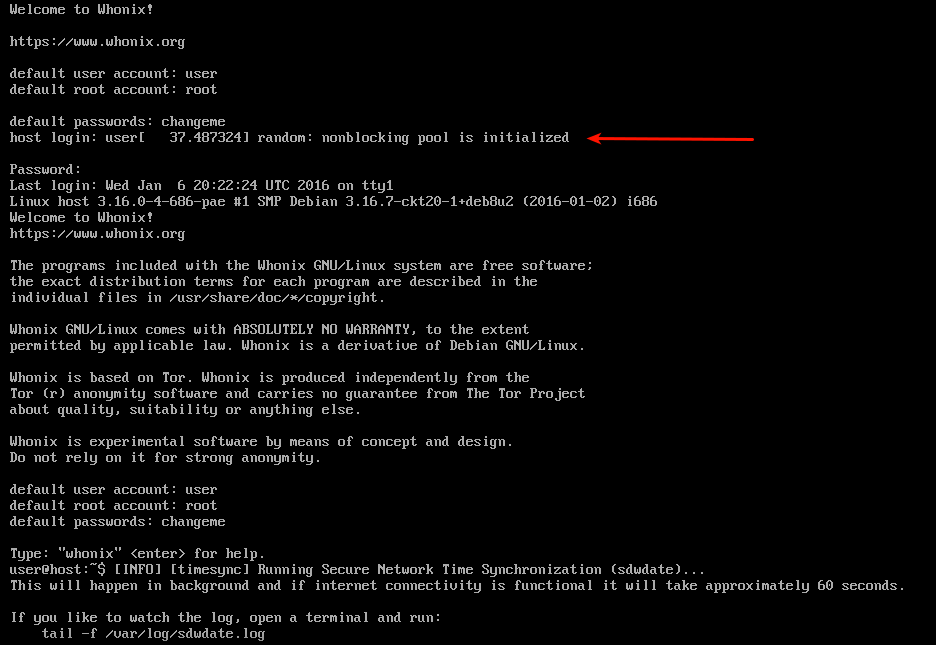 Welcome to Whonix!
https://www.whonix.org
default user account: user
default root account: root
default passwords: changeme
host login: user[   37.487324] random: nonblocking pool is initialized
Password:
Last login: Wed Jan  6 20:22:24 UTC 2016 on tty1
Linux host 3.16.0-4-686-pae #1 SMP Debian 3.16.7-ckt20-1+deb8u2 (2016-01-02) i686
Welcome to Whonix!
https://www.whonix.org
The programs included with the Whonix GNU/Linux system are free software;
the exact distribution terms for each program are described in the
individual files in /usr/share/doc/*/copyright.
Whonix GNU/Linux comes with ABSOLUTELY NO WARRANTY, to the extent
permitted by applicable law. Whonix is a derivative of Debian GNU/Linux.
Whonix is based on Tor. Whonix is produced independently from the
Tor (r) anonymity software and carries no guarantee from The Tor Project
about quality, suitability or anything else.
Whonix is experimental software by means of concept and design.
Do not rely on it for strong anonymity.
default user account: user
default root account: root
default passwords: changeme
Type: "whonix" <enter> for help.
user@host:~$ [INFO] [timesync] Running Secure Network Time Synchronization (sdwdate)...
This will happen in background and if internet connectivity is functional it will take approximately 60 seconds.
If you like to watch the log, open a terminal and run:
    tail -f /var/log/sdwdate.log